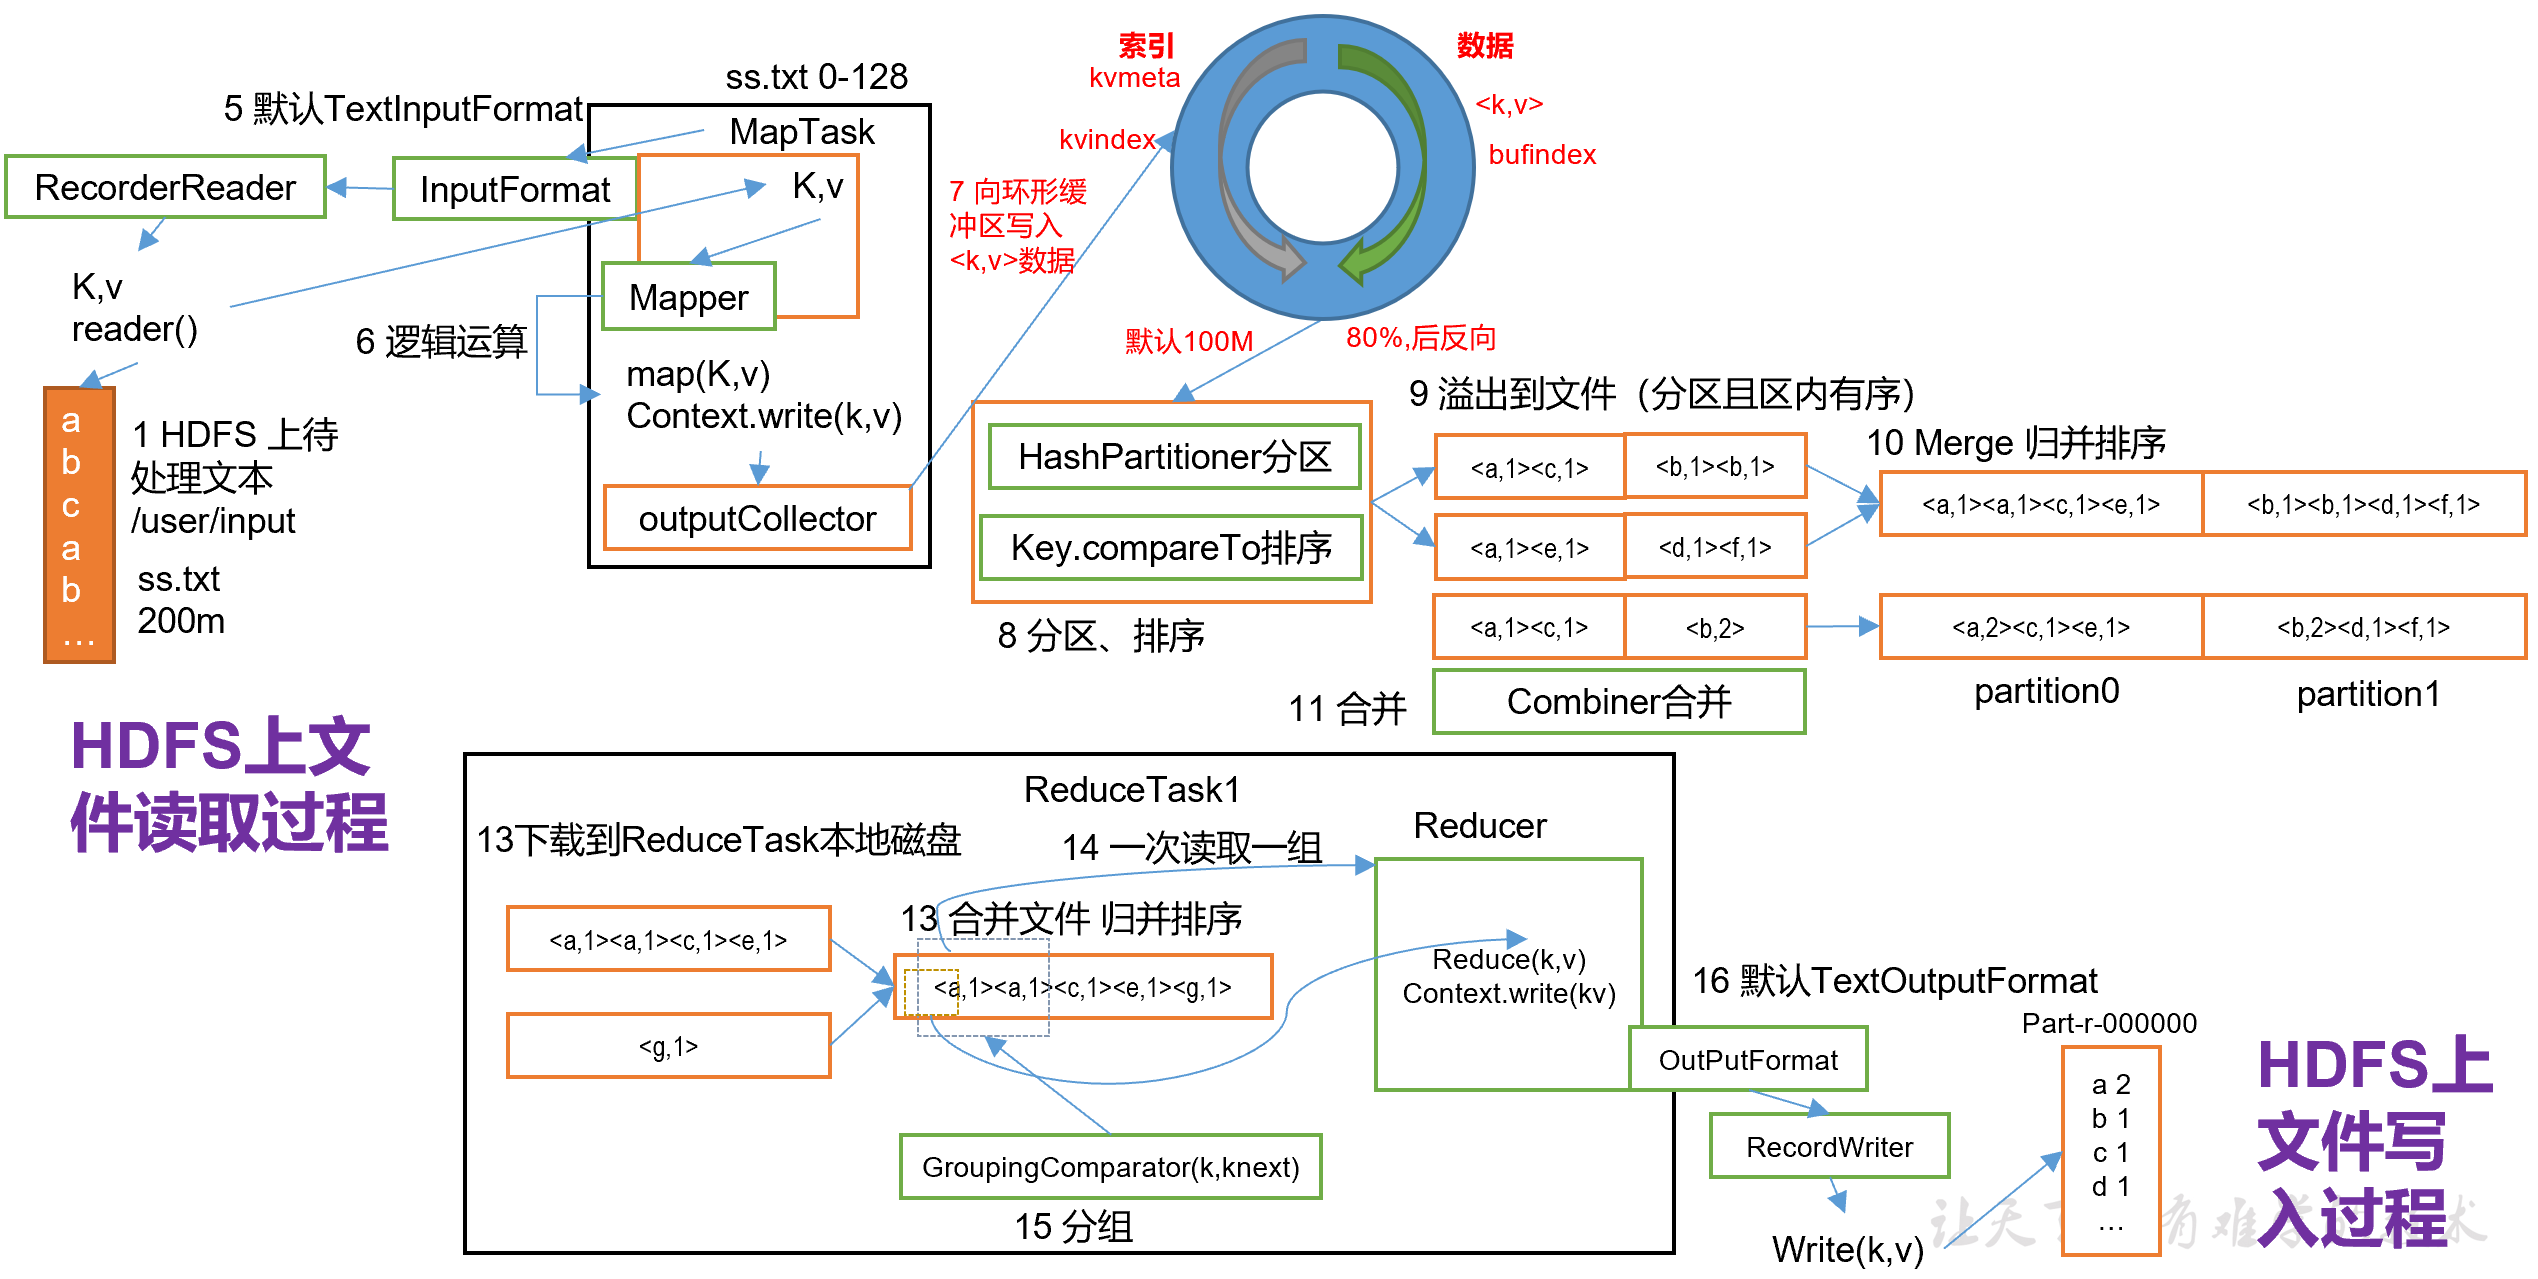 索引
kvmeta
kvindex
数据
<k,v>
bufindex
ss.txt 0-128
5 默认TextInputFormat
MapTask
RecorderReader
InputFormat
K,v
Mapper
K,v
reader()
6 逻辑运算
map(K,v)
Context.write(k,v)
outputCollector
7 向环形缓
冲区写入
<k,v>数据
默认100M
80%,后反向
a
b
c
a
b
...
1 HDFS 上待
处理文本
/user/input
ss.txt
200m
HashPartitioner分区
Key.compareTo排序
8 分区、排序
9 溢出到文件（分区且区内有序）
<a,1><c,1>
<b,1><b,1>
<a,1><e,1>
<d,1><f,1>
<a,1><c,1>
<b,2>
10 Merge 归并排序
<a,1><a,1><c,1><e,1>
<b,1><b,1><d,1><f,1>
<a,2><c,1><e,1>
<b,2><d,1><f,1>
partition0
partition1
11 合并
Combiner合并
HDFS上文
件读取过程
ReduceTask1
13下载到ReduceTask本地磁盘
<a,1><a,1><c,1><e,1>
<g,1>
13 合并文件 归并排序
<a,1><a,1><c,1><e,1><g,1>
14 一次读取一组
Reducer
Reduce(k,v)
Context.write(kv)
GroupingComparator(k,knext)
15 分组
16 默认TextOutputFormat
OutPutFormat
RecordWriter
Write(k,v)
Part-r-000000
a 2
b 1
c 1
d 1
...
HDFS上
文件写
入过程
让天
有难
术